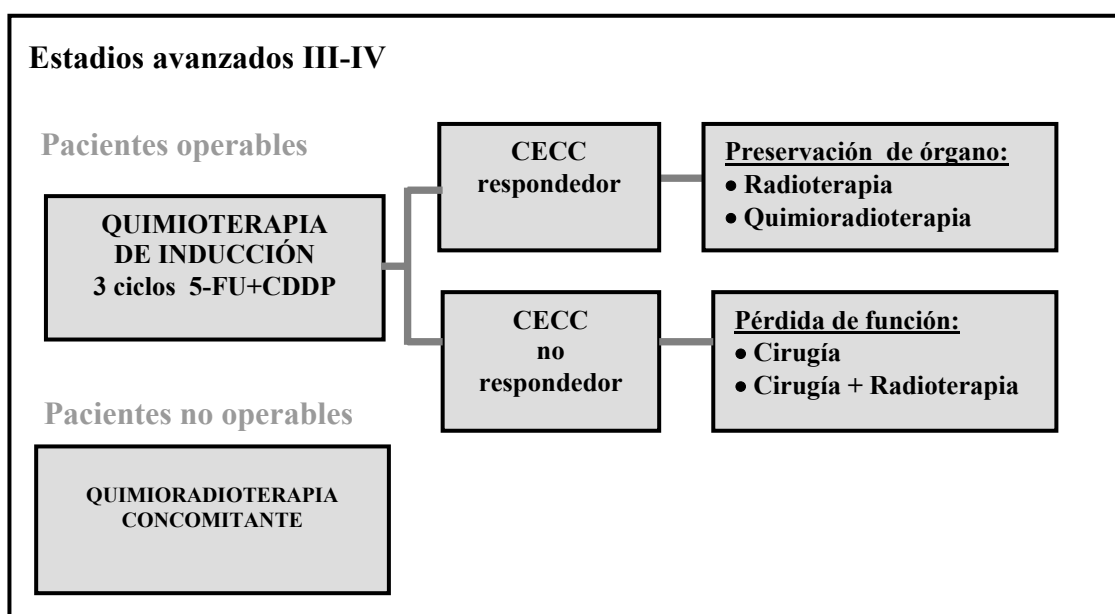 Estadios avanzados III-IV
Pacientes operables
QUIMIOTERAPIA
DE INDUCCIÓN
3 ciclos 5-FU+CDDP
CECC
respondedor
Preservación de órgano:
• Radioterapia
• Quimioradioterapia
CECC
no
respondedor
Pérdida de función:
• Cirugía
• Cirugía + Radioterapia
Pacientes no operables
QUIMIORADIOTERAPIA
CONCOMITANTE